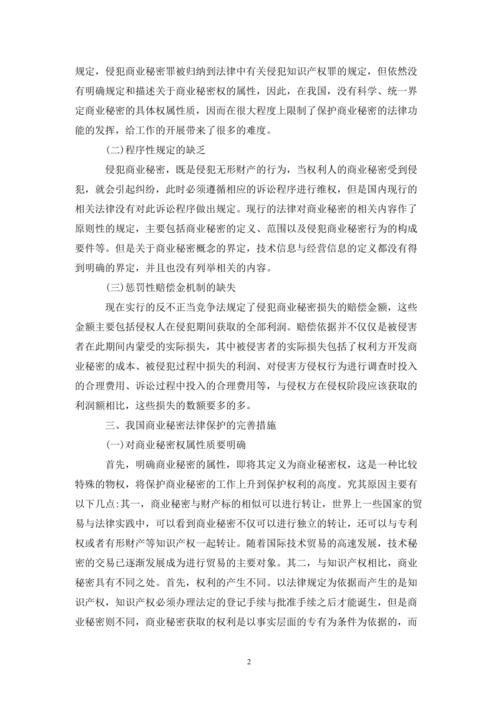 规定，侵犯商业秘密罪被归纳到法律中有关侵犯知识产权罪的规定，但依然没
有明确规定和描述关于商业秘密权的属性，因此，在我国，没有科学、统一界
定商业秘密的具体权属性质，因而在很大程度上限制了保护商业秘密的法律功
能的发挥，给工作的开展带来了很多的难度。
(二)程序性规定的缺乏
侵犯商业秘密，既是侵犯无形财产的行为，当权利人的商业秘密受到侵
犯，就会引起纠纷，此时必须遵循相应的诉讼程序进行维权，但是国内现行的
相关法律没有对此诉讼程序做出规定。现行的法律对商业秘密的相关内容作了
原则性的规定，主要包括商业秘密的定义、范围以及侵犯商业秘密行为的构成
要件等。但是关于商业秘密概念的界定，技术信息与经营信息的定义都没有得
到明确的界定，并且也没有列举相关的内容。
(三)惩罚性赔偿金机制的缺失
现在实行的反不正当竞争法规定了侵犯商业秘密损失的赔偿金额，这些
金额主要包括侵权人在侵犯期间获取的全部利润。赔偿依据并不仅仅是被侵害
者在此期间内蒙受的实际损失，其中被侵害者的实际损失包括了权利方开发商
业秘密的成本、被侵犯过程中损失的利润、对侵害方侵权行为进行调查时投入
的合理费用、诉讼过程中投入的合理费用等，与侵权方在侵权阶段应该获取的
利润额相比，这些损失的数额要多的多。
三、我国商业秘密法律保护的完善措施
(一)对商业秘密权属性质要明确
首先，明确商业秘密的属性，即将其定义为商业秘密权，这是一种比较
特殊的物权，将保护商业秘密的工作上升到保护权利的高度。究其原因主要有
以下几点:其一，商业秘密与财产标的相似可以进行转让，世界上一些国家的贸
易与法律实践中，可以看到商业秘密不仅可以进行独立的转让，还可以与专利
权或者有形财产等知识产权一起转让。随着国际技术贸易的高速发展，技术秘
密的交易已逐渐发展成为进行贸易的主要对象。其二，与知识产权相比，商业
秘密具有不同之处。首先，权利的产生不同。以法律规定为依据而产生的是知
识产权，知识产权必须办理法定的登记手续与批准手续之后才能诞生，但是商
业秘密则不同，商业秘密获取的权利是以事实层面的专有为条件为依据的，而
2